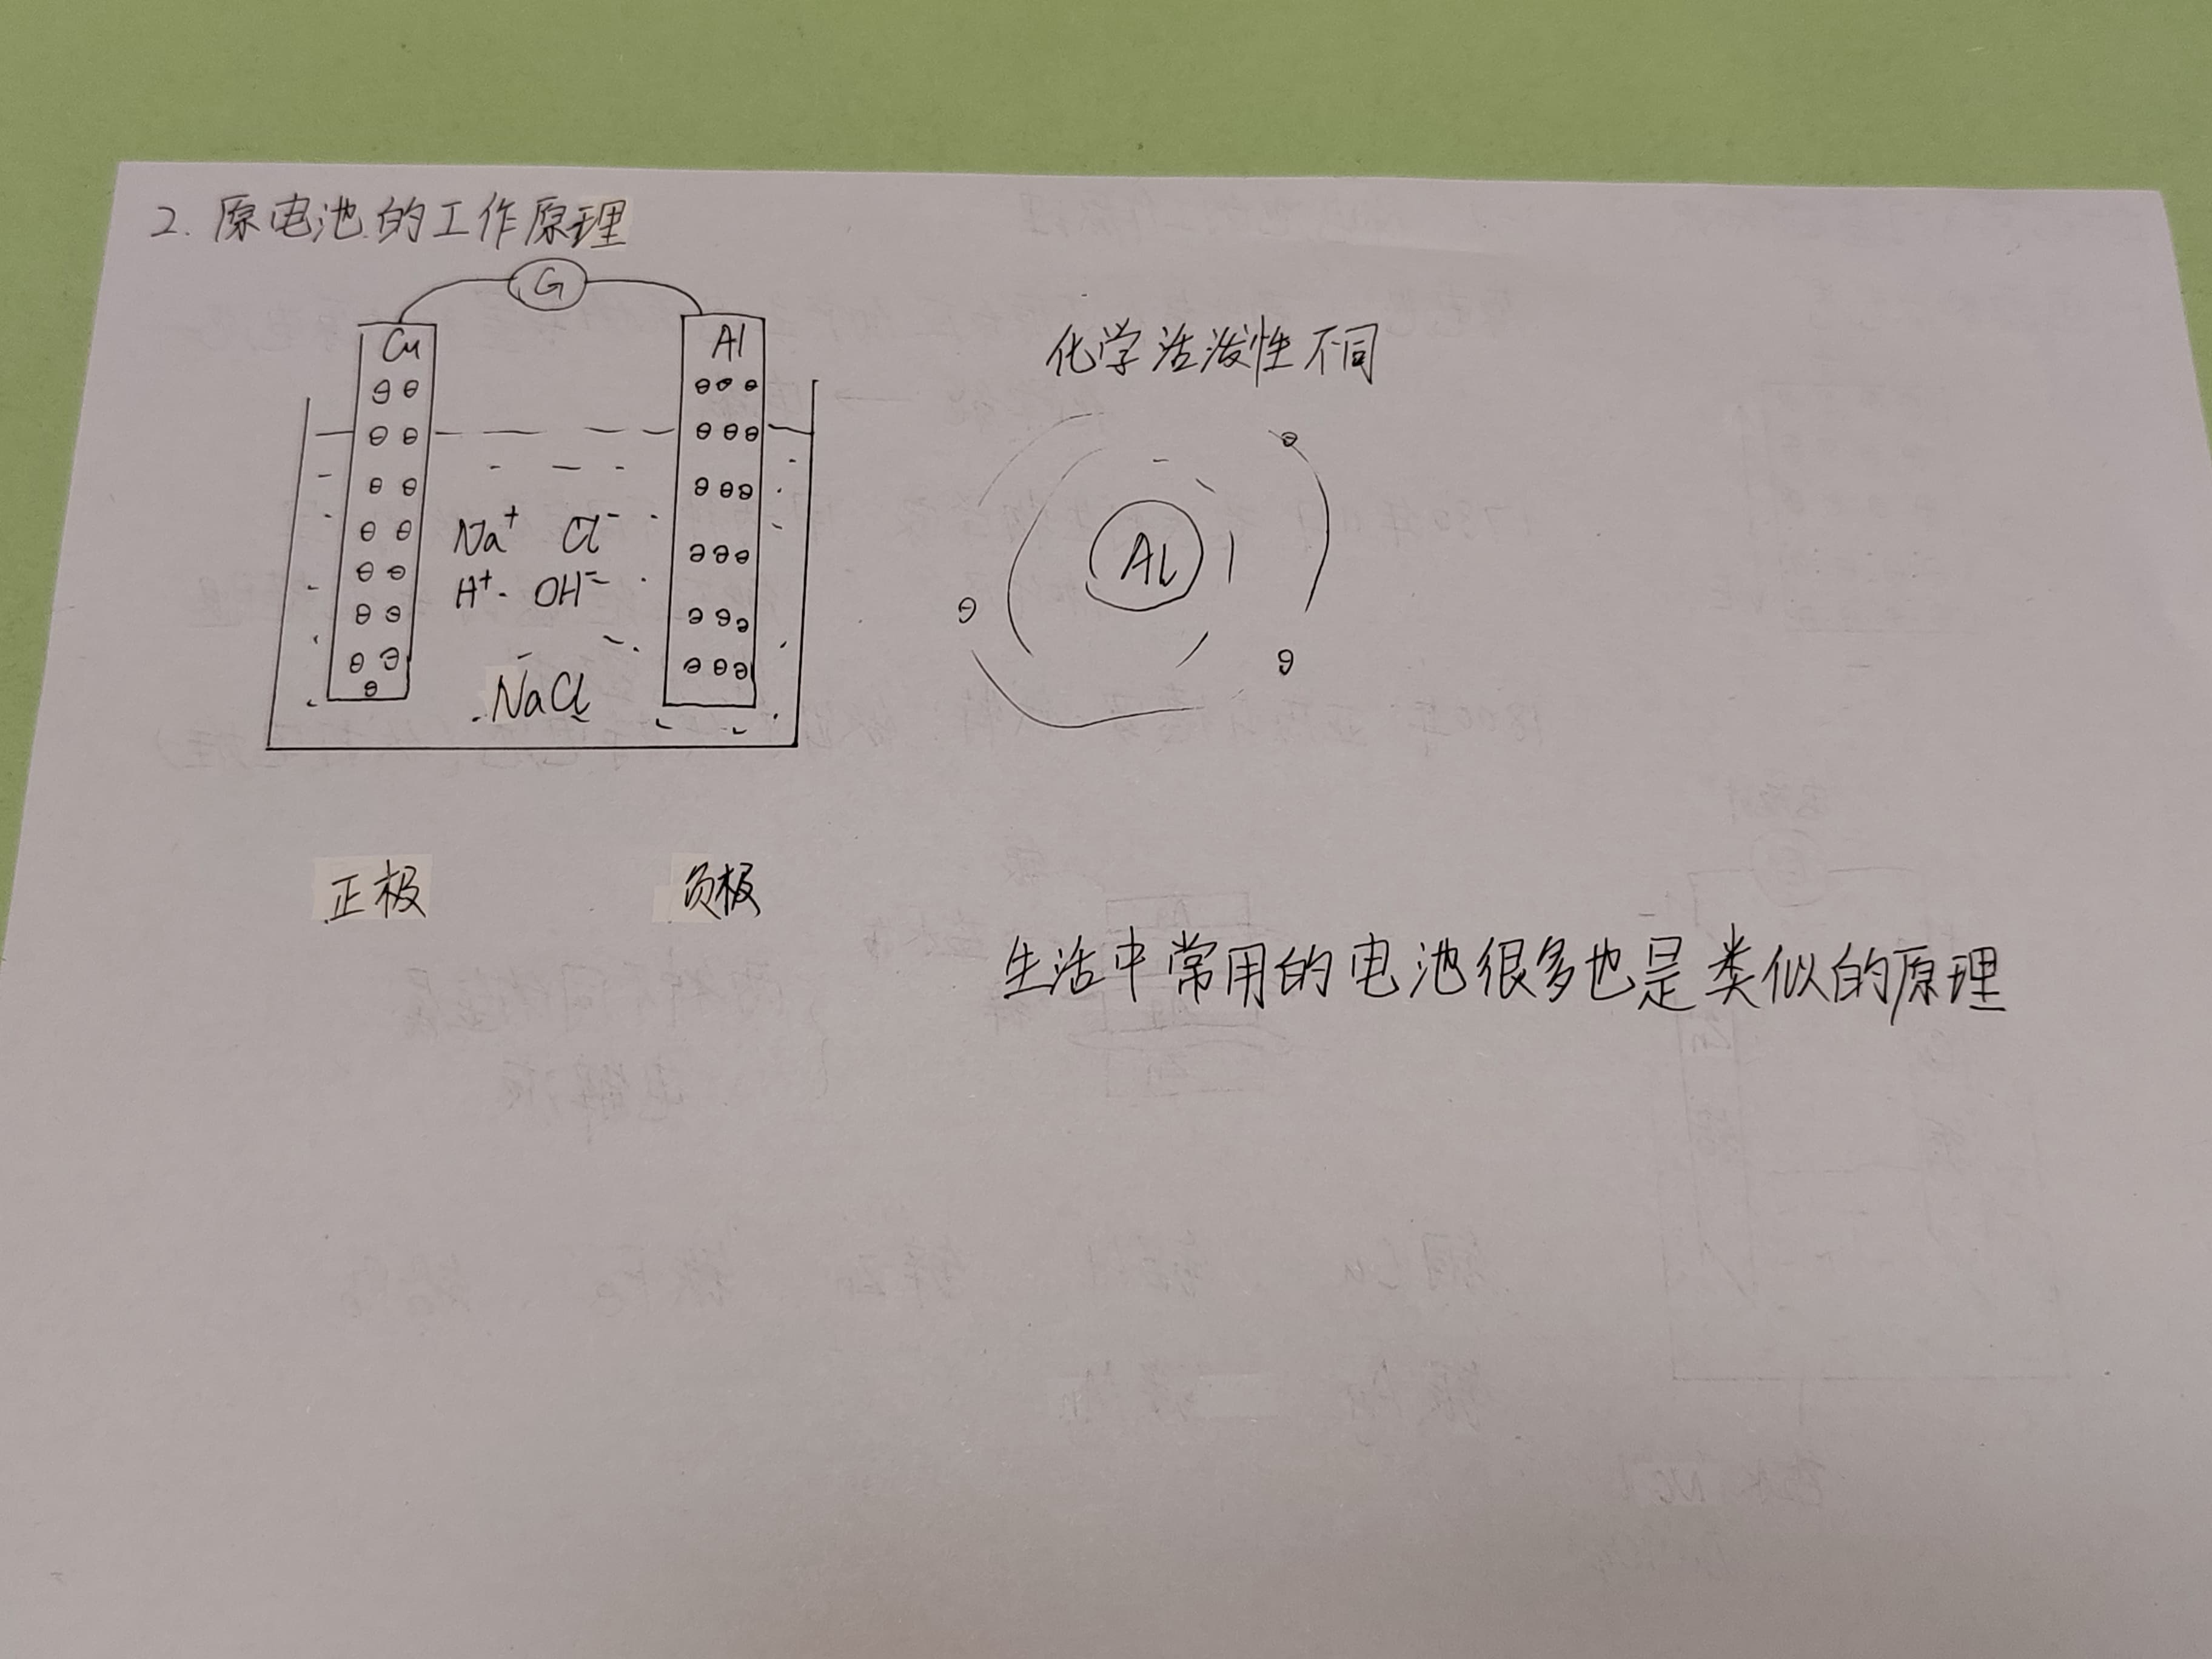 2. 原电池的工作原理
G
Cu
Al
化学活泼性不同
Na⁺ Cl⁻
Al
H⁺ OH⁻
NaCl
正极
负极
生活中常用的电池很多也是类似的原理